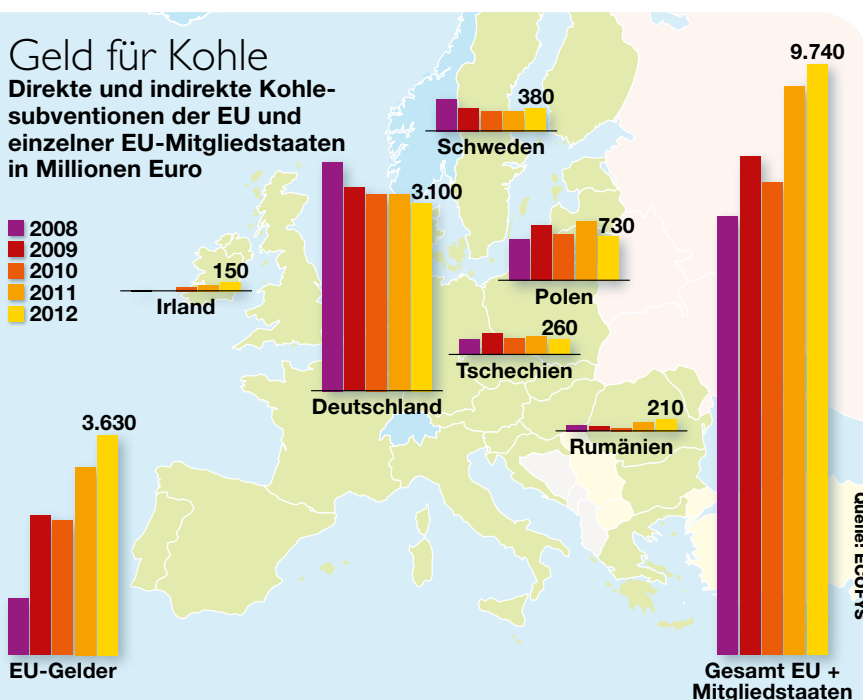 Geld für Kohle
Direkte und indirekte Kohle-
subventionen der EU und
einzelner EU-Mitgliedstaaten
in Millionen Euro
2008
2009
2010
2011
2012
380
Schweden
3.100
Deutschland
150
Irland
730
Polen
260
Tschechien
210
Rumänien
3.630
EU-Gelder
9.740
Gesamt EU +
Mitgliedstaaten
Quelle: ECOFYS